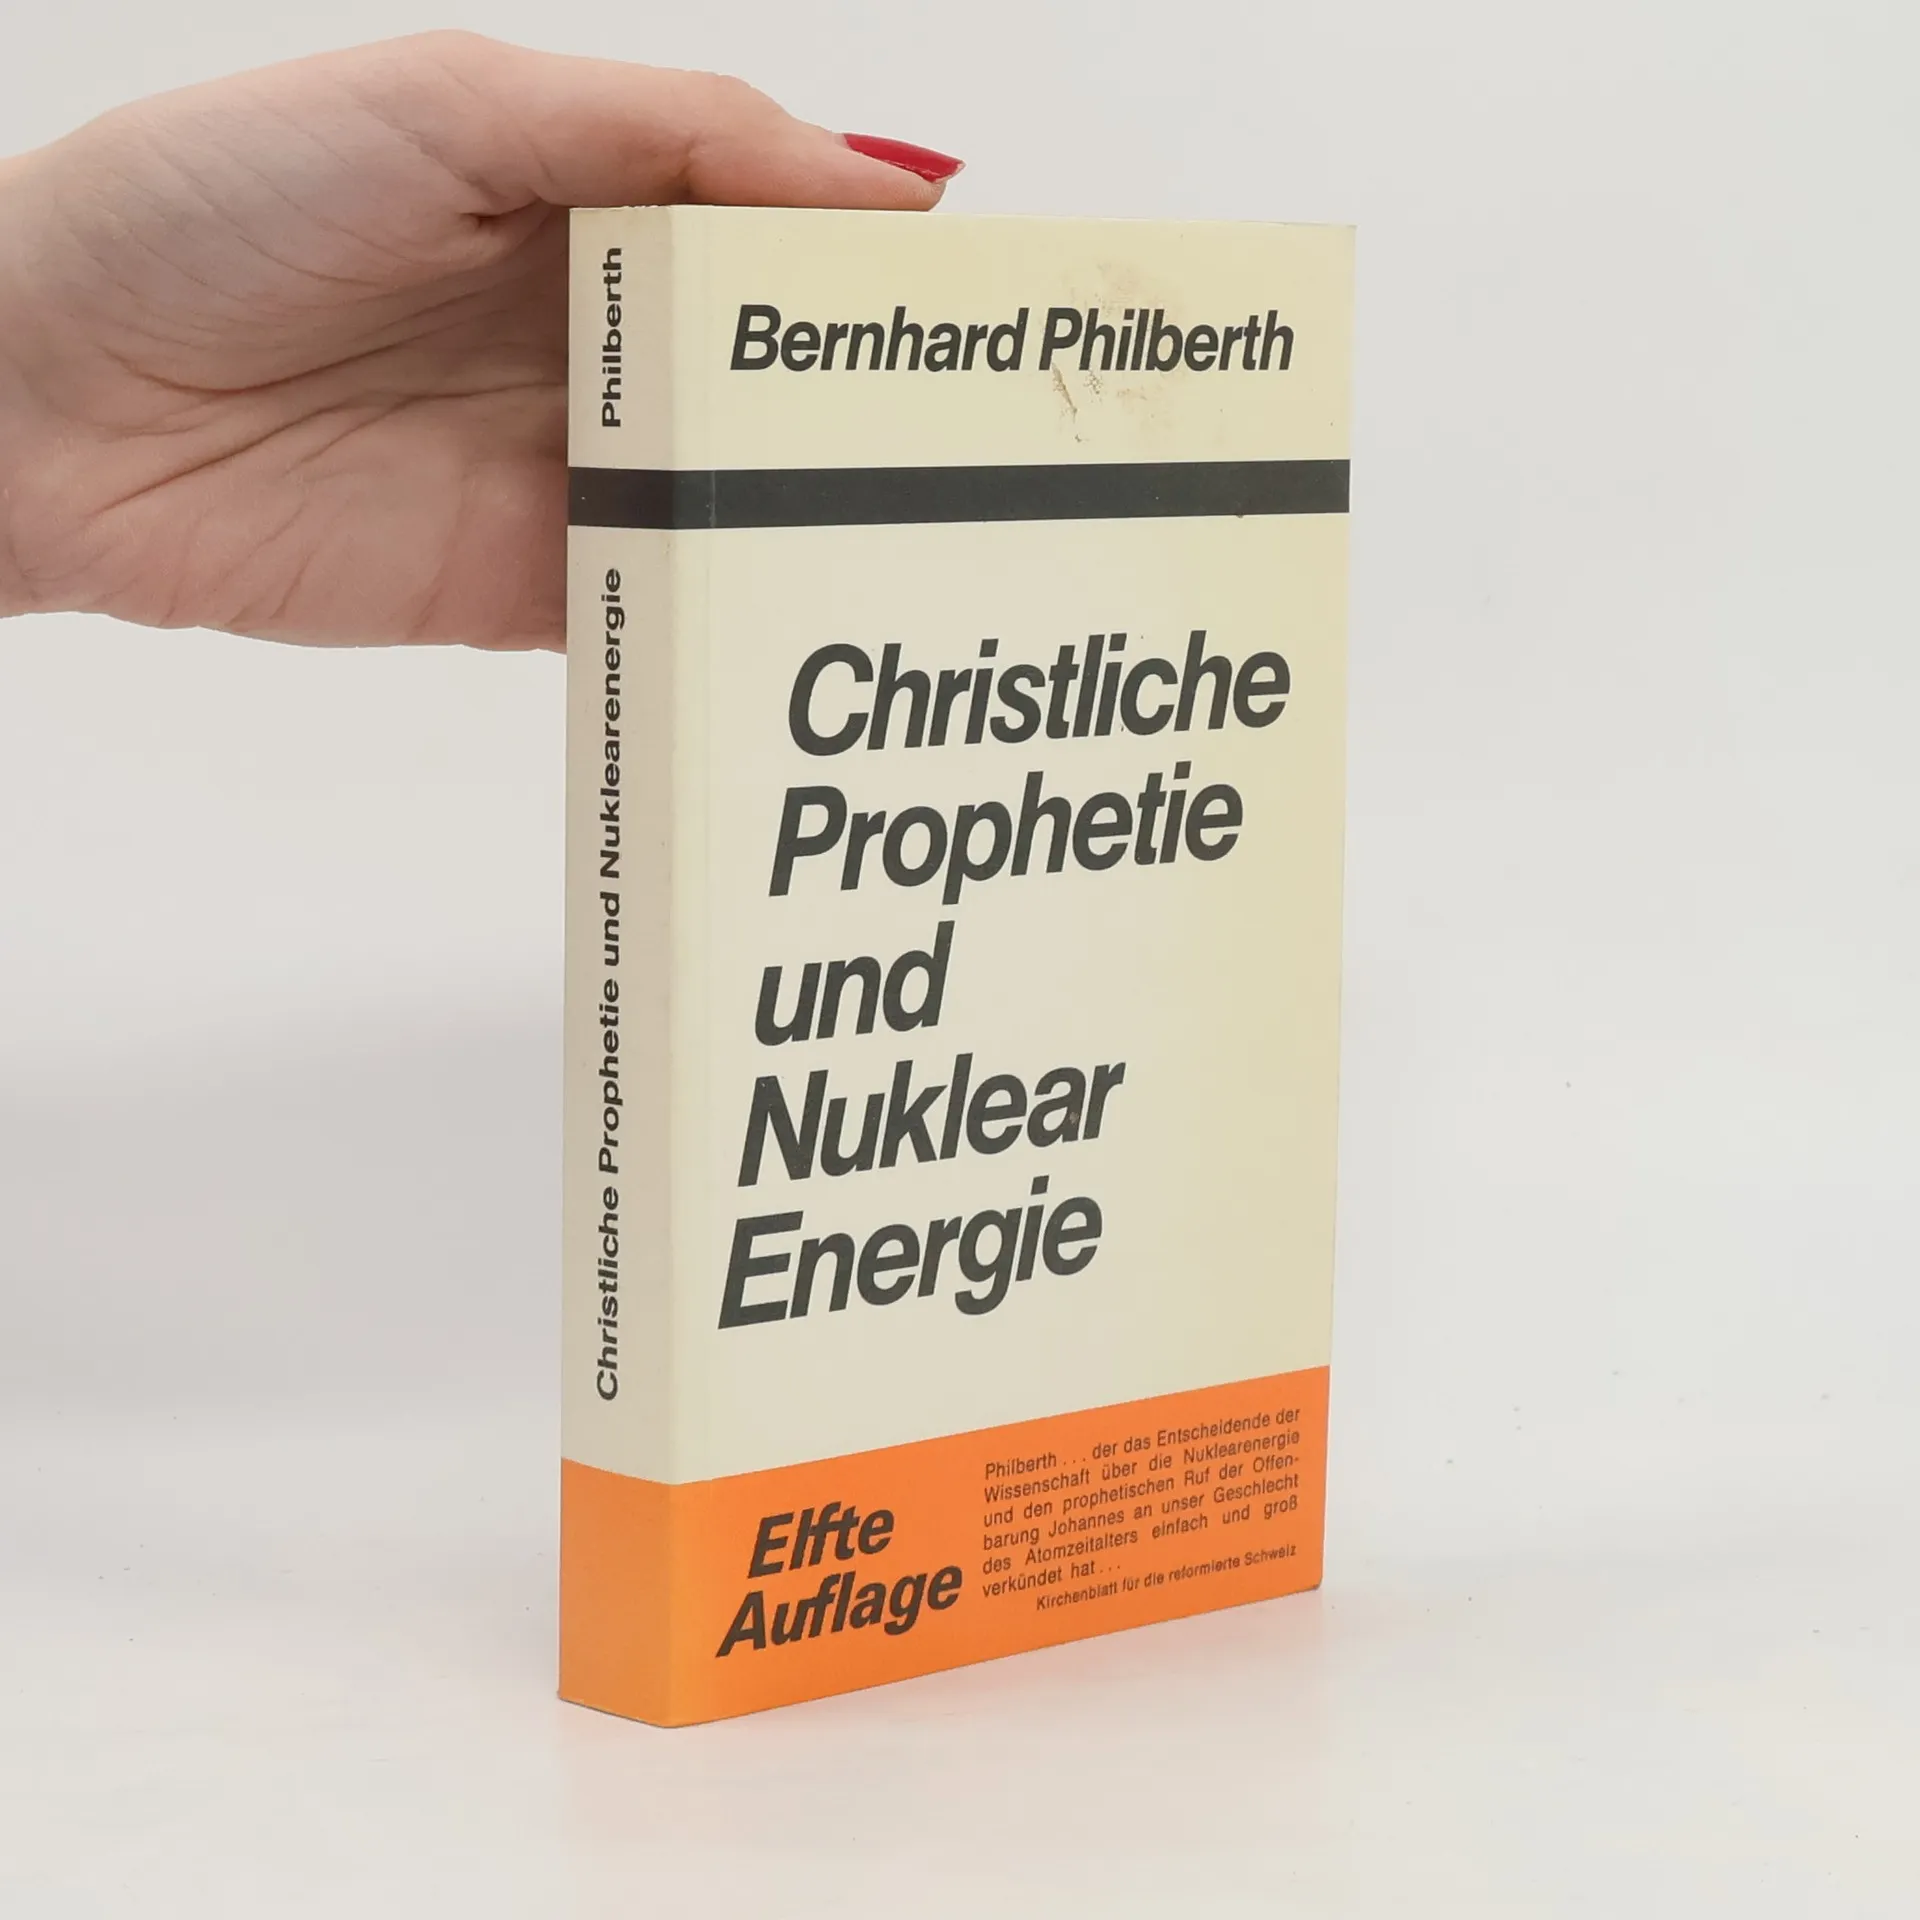 Philberth
Christliche Prophetie und Nuklearenergie
Bernhard Philberth
Christliche
Prophetie
und
Nuklear
Energie
Elfte
Auflage
Philberth ... der das Entscheidende der
Wissenschaft über die Nuklearenergie
und den prophetischen Ruf der Offen-
barung Johannes an unser Geschlecht
des Atomzeitalters einfach und groß
verkündet hat ...
Kirchenblatt für die reformierte Schweiz